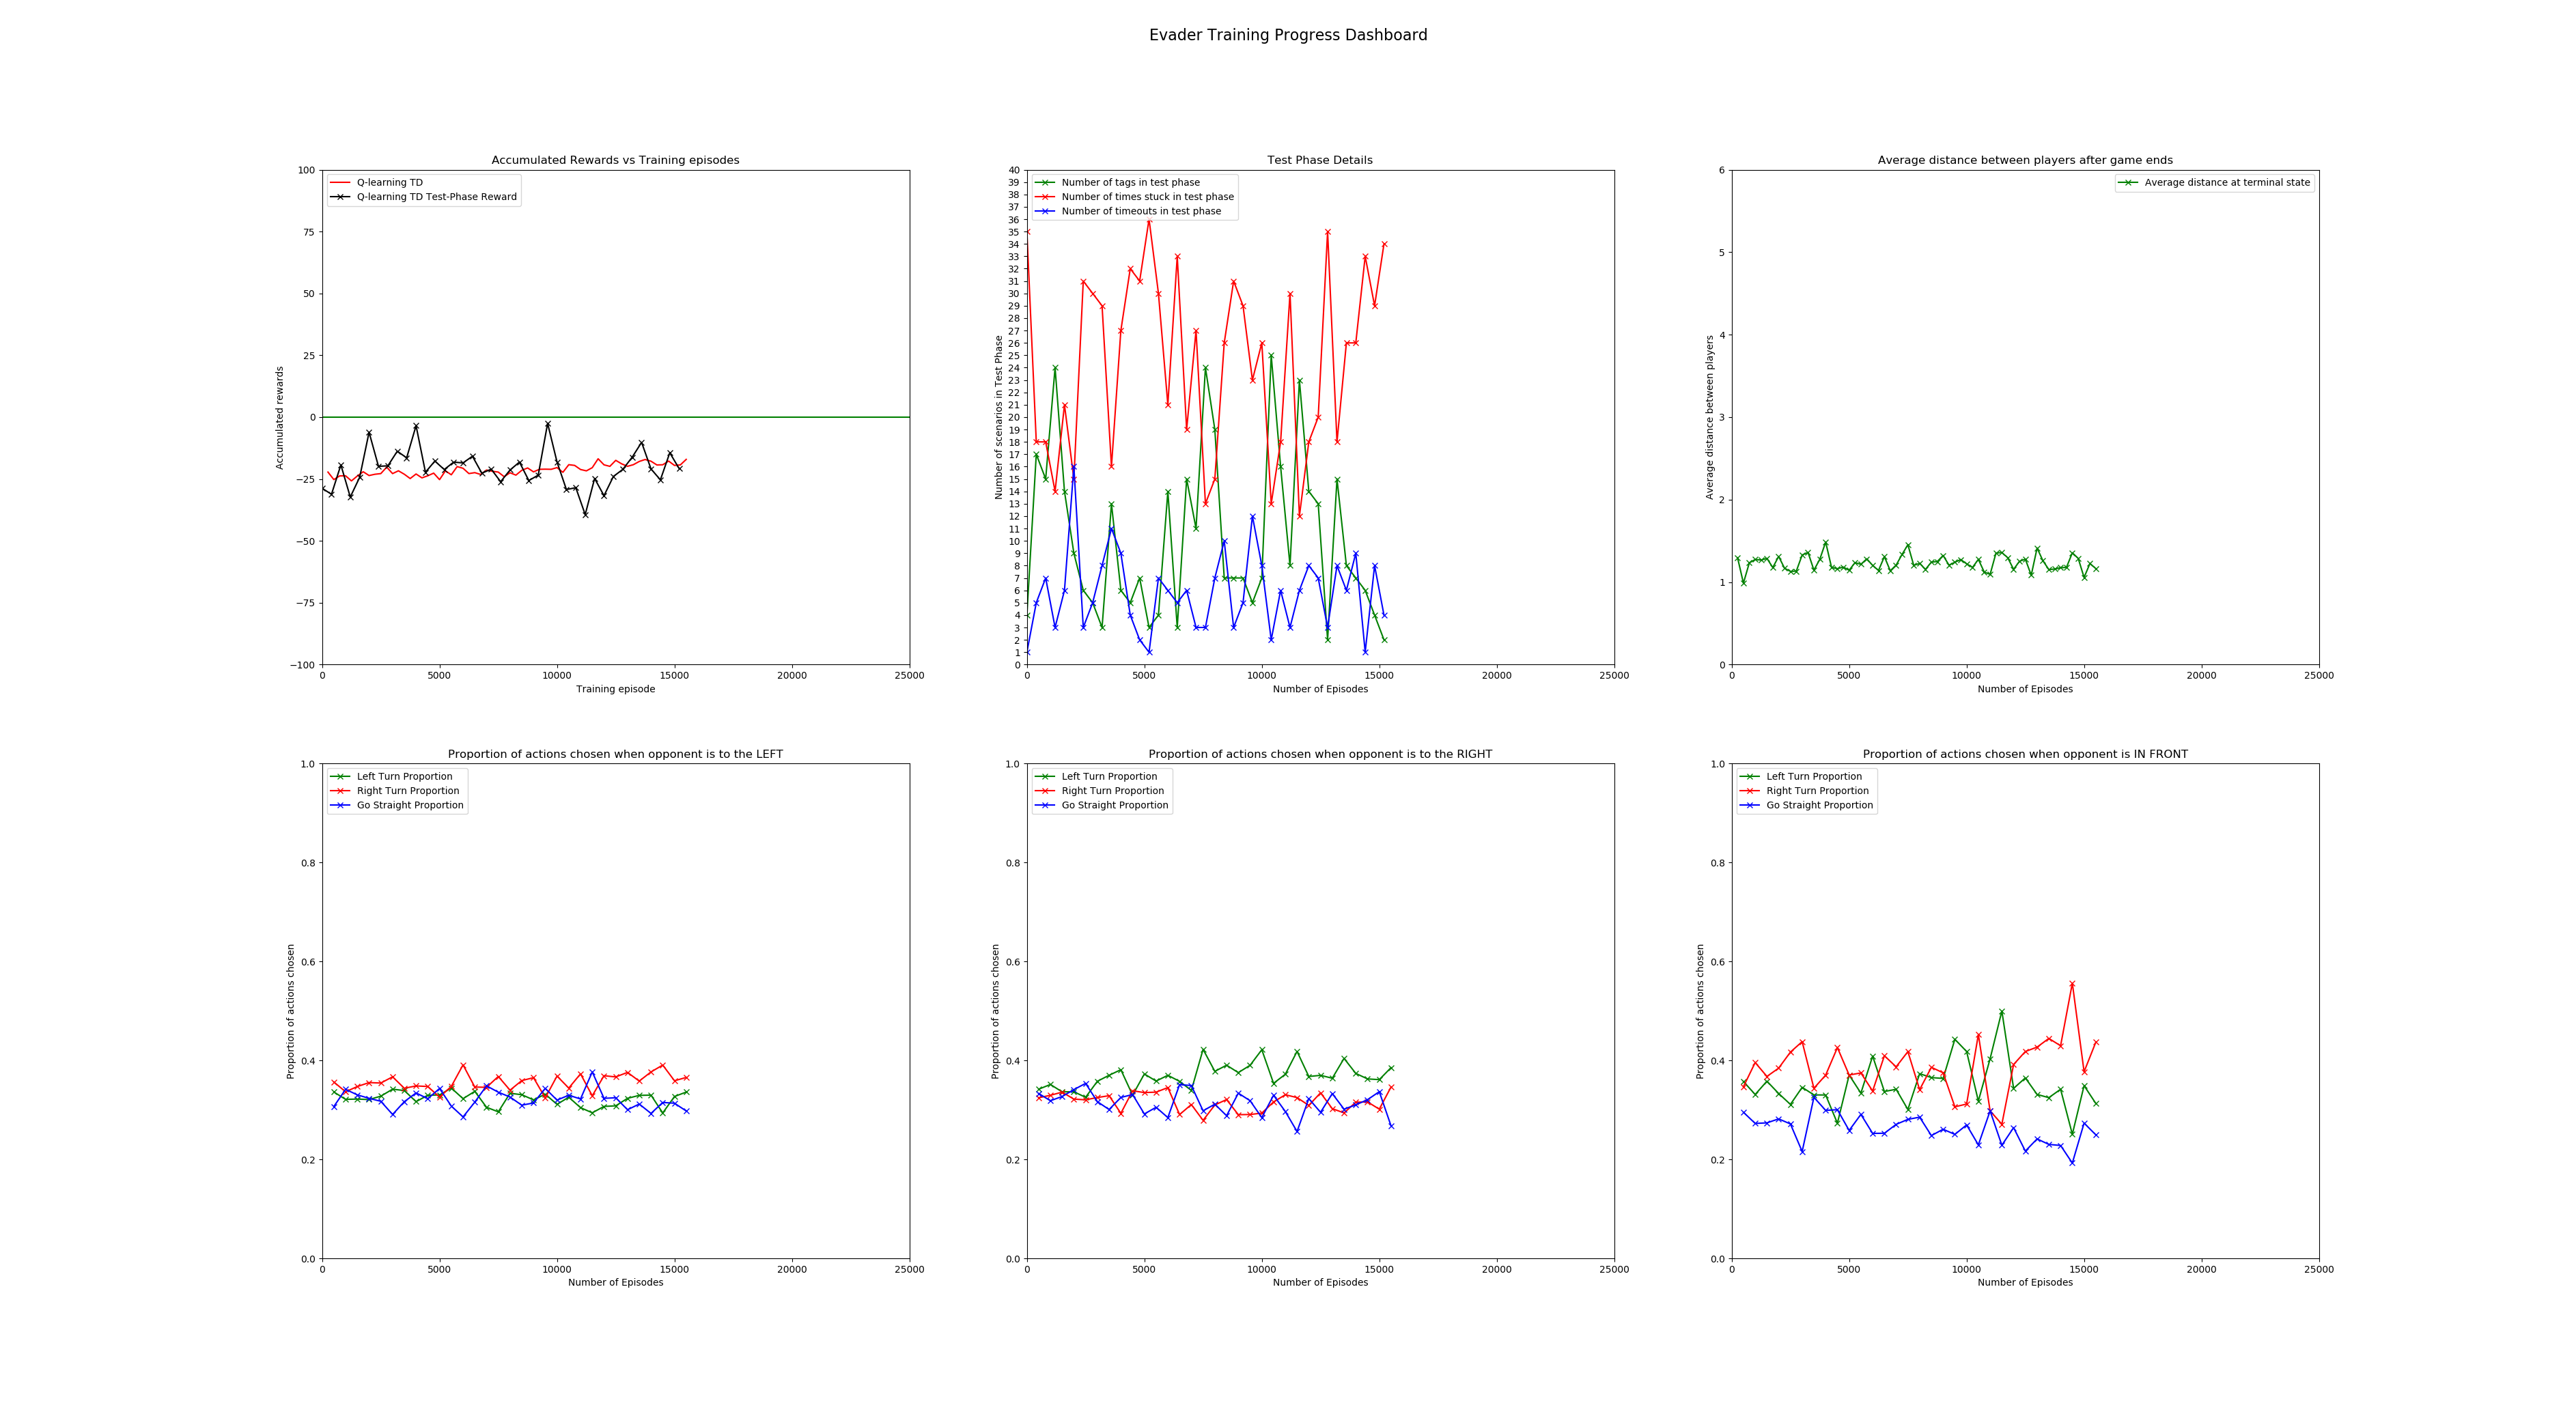 Evader Training Progress Dashboard
Accumulated Rewards vs Training episodes
Q-learning TD
Q-learning TD Test-Phase Reward
100
75
50
25
0
−25
−50
−75
−100
Accumulated rewards
0 5000 10000 15000 20000 25000
Training episode
Test Phase Details
Number of tags in test phase
Number of times stuck in test phase
Number of timeouts in test phase
40
39
38
37
36
35
34
33
32
31
30
29
28
27
26
25
24
23
22
21
20
19
18
17
16
15
14
13
12
11
10
9
8
7
6
5
4
3
2
1
0
Number of scenarios in Test Phase
0 5000 10000 15000 20000 25000
Number of Episodes
Average distance between players after game ends
Average distance at terminal state
6
5
4
3
2
1
0
Average distance between players
0 5000 10000 15000 20000 25000
Number of Episodes
Proportion of actions chosen when opponent is to the LEFT
Left Turn Proportion
Right Turn Proportion
Go Straight Proportion
1.0
0.8
0.6
0.4
0.2
0.0
Proportion of actions chosen
0 5000 10000 15000 20000 25000
Number of Episodes
Proportion of actions chosen when opponent is to the RIGHT
Left Turn Proportion
Right Turn Proportion
Go Straight Proportion
1.0
0.8
0.6
0.4
0.2
0.0
Proportion of actions chosen
0 5000 10000 15000 20000 25000
Number of Episodes
Proportion of actions chosen when opponent is IN FRONT
Left Turn Proportion
Right Turn Proportion
Go Straight Proportion
1.0
0.8
0.6
0.4
0.2
0.0
Proportion of actions chosen
0 5000 10000 15000 20000 25000
Number of Episodes